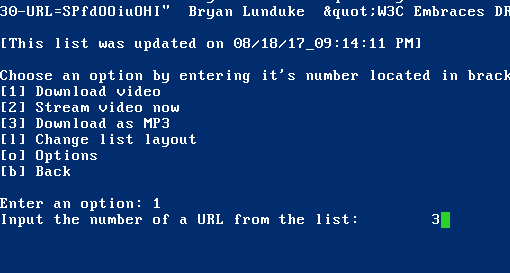 30-URL=SPfdOOiuOHI"  Bryan Lunduke  &quot;W3C Embraces DR
[This list was updated on 08/18/17_09:14:11 PM]
Choose an option by entering it's number located in brack
[1] Download video
[2] Stream video now
[3] Download as MP3
[l] Change list layout
[o] Options
[b] Back
Enter an option: 1
Input the number of a URL from the list:         3